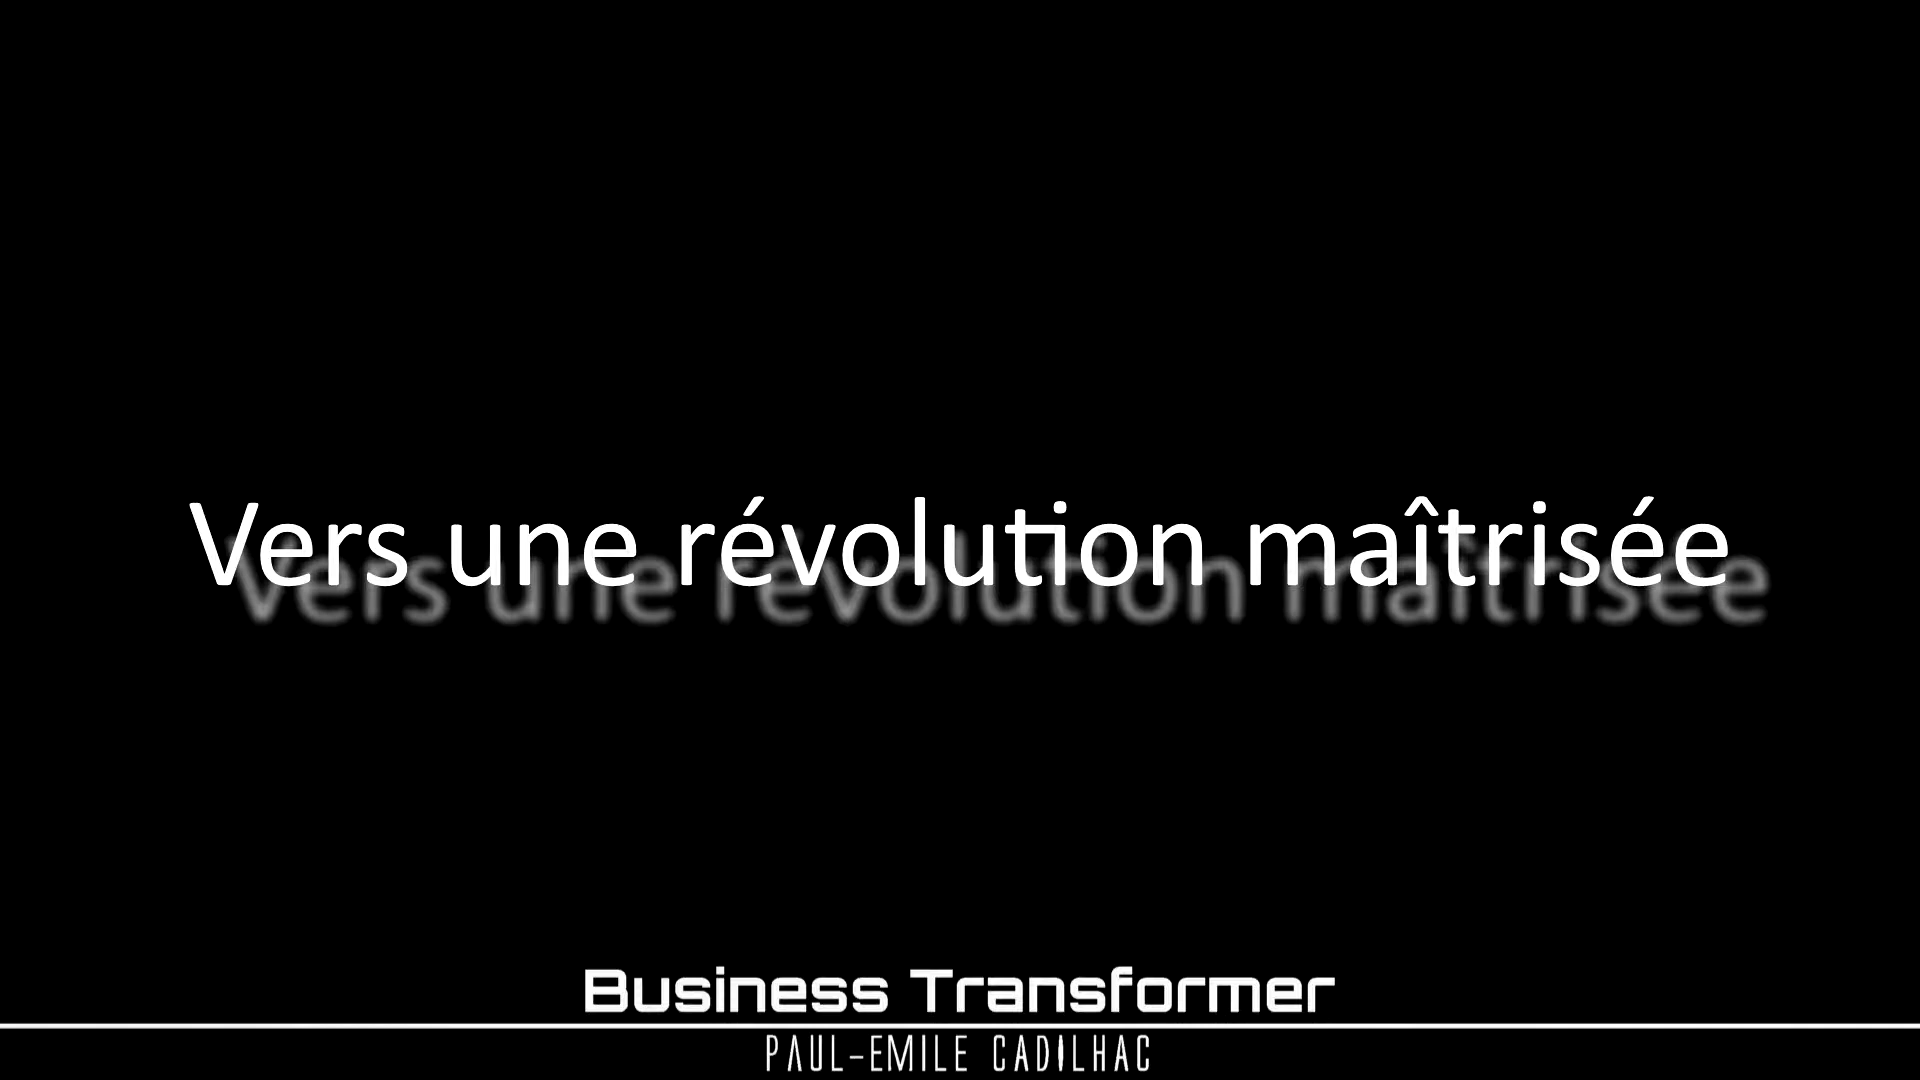 Vers une révolution maîtrisée
Business Transformer
PAUL-EMILE CADILHAC